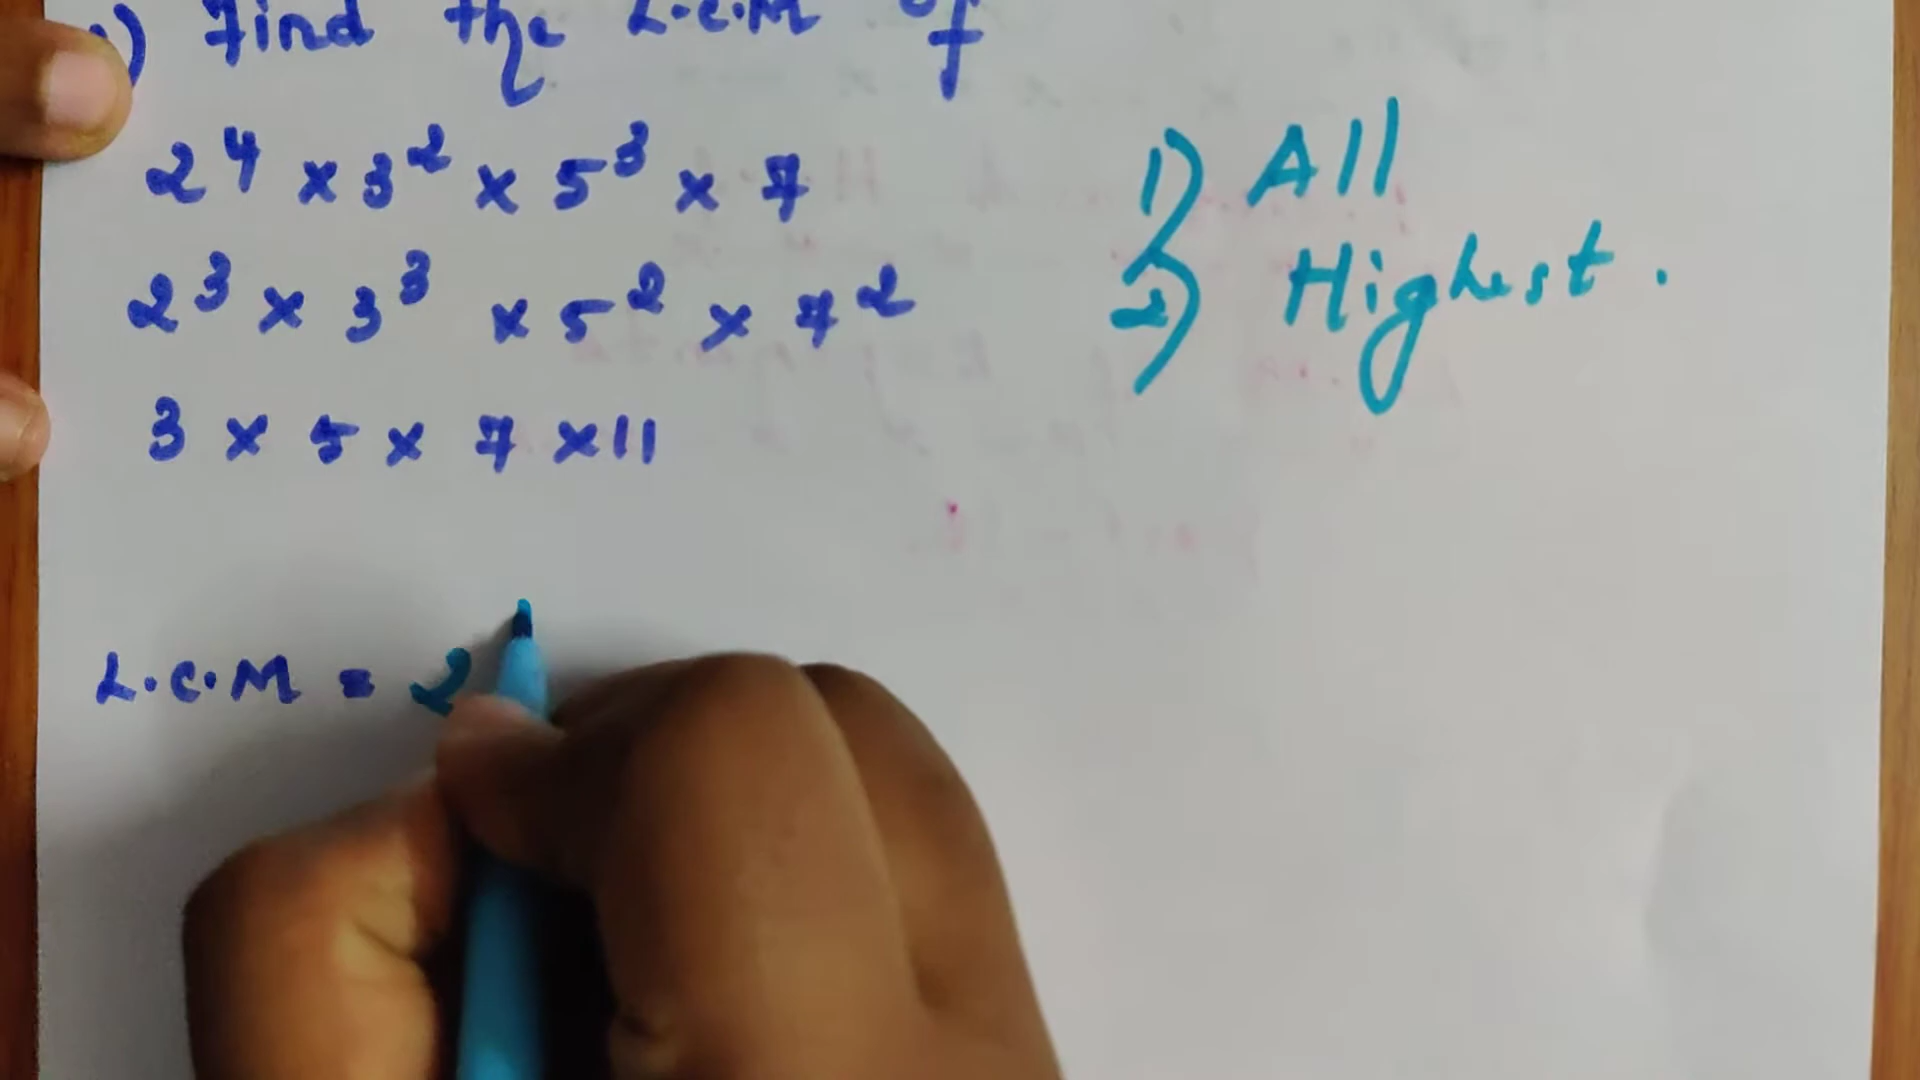 1) Find the L.C.M of
2⁴ × 3² × 5³ × 7
2³ × 3³ × 5² × 7²
3 × 5 × 7 × 11
1) All
2) Highest.
L.C.M = 2